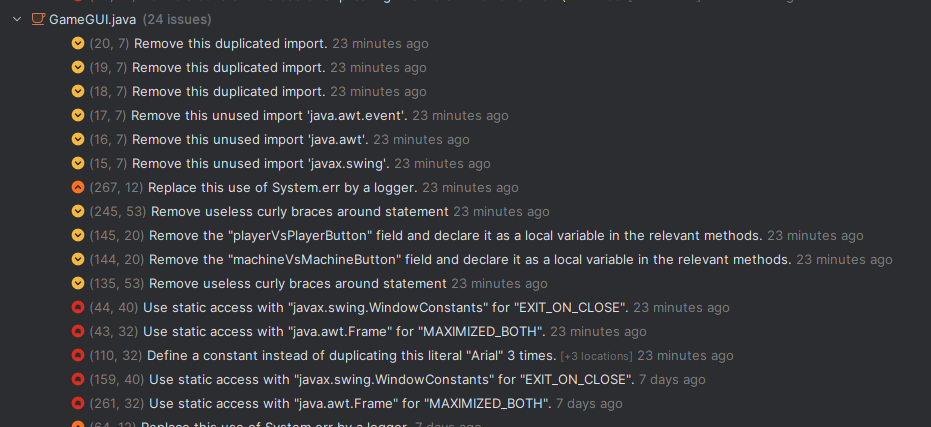 GameGUI.java (24 issues)
(20, 7) Remove this duplicated import. 23 minutes ago
(19, 7) Remove this duplicated import. 23 minutes ago
(18, 7) Remove this duplicated import. 23 minutes ago
(17, 7) Remove this unused import 'java.awt.event'. 23 minutes ago
(16, 7) Remove this unused import 'java.awt'. 23 minutes ago
(15, 7) Remove this unused import 'javax.swing'. 23 minutes ago
(267, 12) Replace this use of System.err by a logger. 23 minutes ago
(245, 53) Remove useless curly braces around statement 23 minutes ago
(145, 20) Remove the "playerVsPlayerButton" field and declare it as a local variable in the relevant methods. 23 minutes ago
(144, 20) Remove the "machineVsMachineButton" field and declare it as a local variable in the relevant methods. 23 minutes ago
(135, 53) Remove useless curly braces around statement 23 minutes ago
(44, 40) Use static access with "javax.swing.WindowConstants" for "EXIT_ON_CLOSE". 23 minutes ago
(43, 32) Use static access with "java.awt.Frame" for "MAXIMIZED_BOTH". 23 minutes ago
(110, 32) Define a constant instead of duplicating this literal "Arial" 3 times. [+3 locations] 23 minutes ago
(159, 40) Use static access with "javax.swing.WindowConstants" for "EXIT_ON_CLOSE". 7 days ago
(261, 32) Use static access with "java.awt.Frame" for "MAXIMIZED_BOTH". 7 days ago
(64, 12) Replace this use of System.err by a logger. 7 days ago